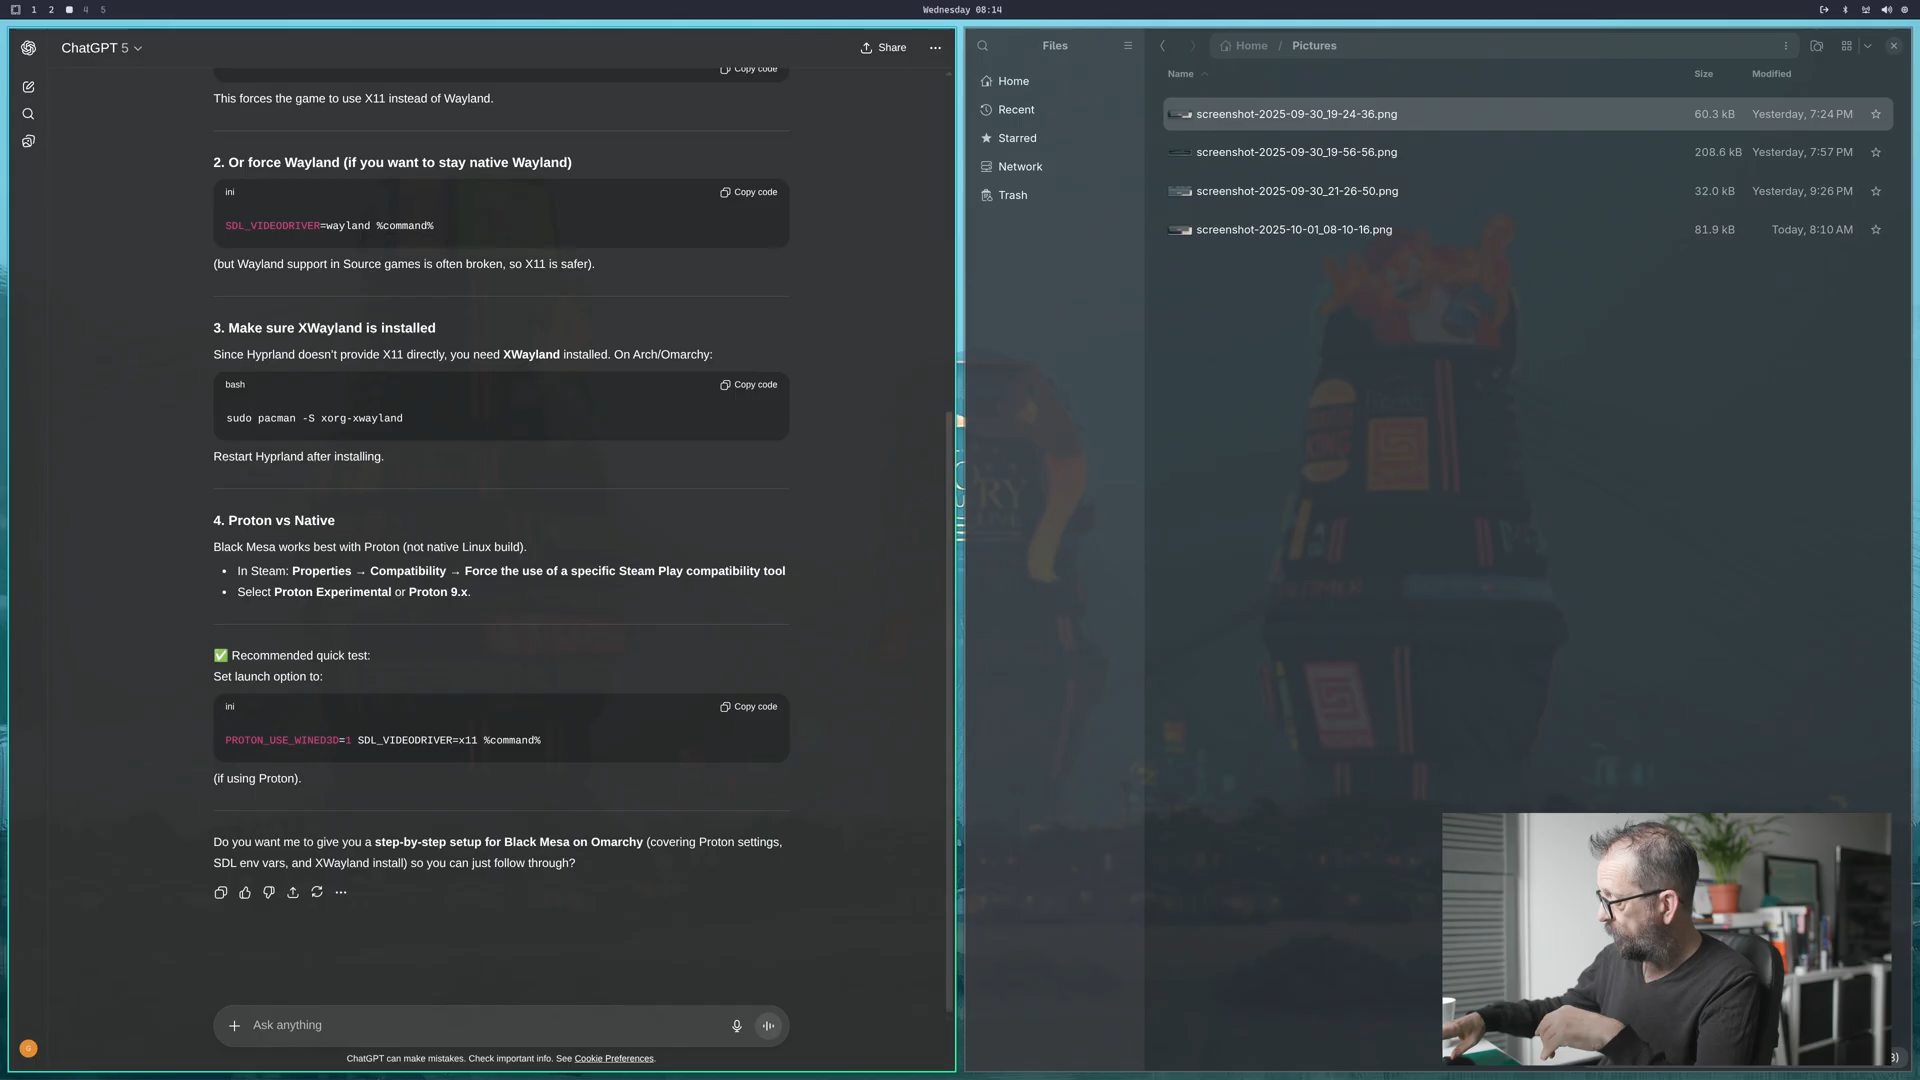 1 2 4 5
Wednesday 08:14
ChatGPT 5
Share
Copy code
This forces the game to use X11 instead of Wayland.
2. Or force Wayland (if you want to stay native Wayland)
ini
Copy code
SDL_VIDEODRIVER=wayland %command%
(but Wayland support in Source games is often broken, so X11 is safer).
3. Make sure XWayland is installed
Since Hyprland doesn’t provide X11 directly, you need XWayland installed. On Arch/Omarchy:
bash
Copy code
sudo pacman -S xorg-xwayland
Restart Hyprland after installing.
4. Proton vs Native
Black Mesa works best with Proton (not native Linux build).
• In Steam: Properties → Compatibility → Force the use of a specific Steam Play compatibility tool
• Select Proton Experimental or Proton 9.x.
✅ Recommended quick test:
Set launch option to:
ini
Copy code
PROTON_USE_WINED3D=1 SDL_VIDEODRIVER=x11 %command%
(if using Proton).
Do you want me to give you a step-by-step setup for Black Mesa on Omarchy (covering Proton settings,
SDL env vars, and XWayland install) so you can just follow through?
Ask anything
ChatGPT can make mistakes. Check important info. See Cookie Preferences.
G
Files
Home
Recent
Starred
Network
Trash
Home / Pictures
Name Size Modified
screenshot-2025-09-30_19-24-36.png 60.3 kB Yesterday, 7:24 PM
screenshot-2025-09-30_19-56-56.png 208.6 kB Yesterday, 7:57 PM
screenshot-2025-09-30_21-26-50.png 32.0 kB Yesterday, 9:26 PM
screenshot-2025-10-01_08-10-16.png 81.9 kB Today, 8:10 AM
KING